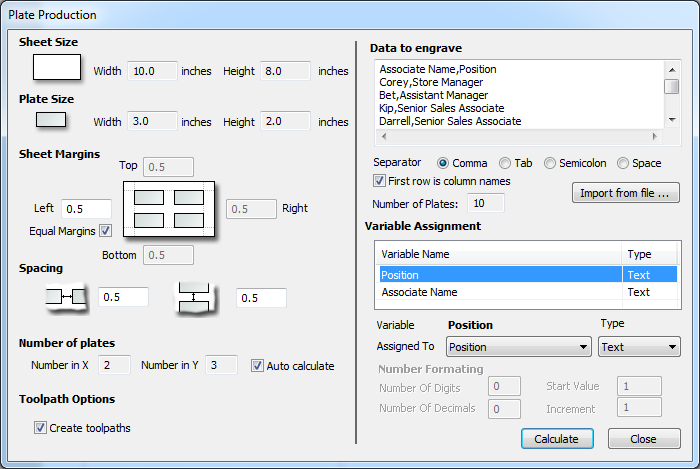 Plate Production
Sheet Size
Width 10.0 inches Height 8.0 inches
Plate Size
Width 3.0 inches Height 2.0 inches
Sheet Margins
Top 0.5
Left 0.5
0.5 Right
Equal Margins
Bottom 0.5
Spacing
0.5 0.5
Number of plates
Number in X 2 Number in Y 3 Auto calculate
Toolpath Options
Create toolpaths
Data to engrave
Associate Name,Position
Corey,Store Manager
Bet,Assistant Manager
Kip,Senior Sales Associate
Darrell,Senior Sales Associate
Separator Comma Tab Semicolon Space
First row is column names
Import from file ...
Number of Plates: 10
Variable Assignment
Variable Name Type
Position Text
Associate Name Text
Variable Position Type
Assigned To Position Text
Number Formating
Number Of Digits 0 Start Value 1
Number Of Decimals 0 Increment 1
Calculate Close